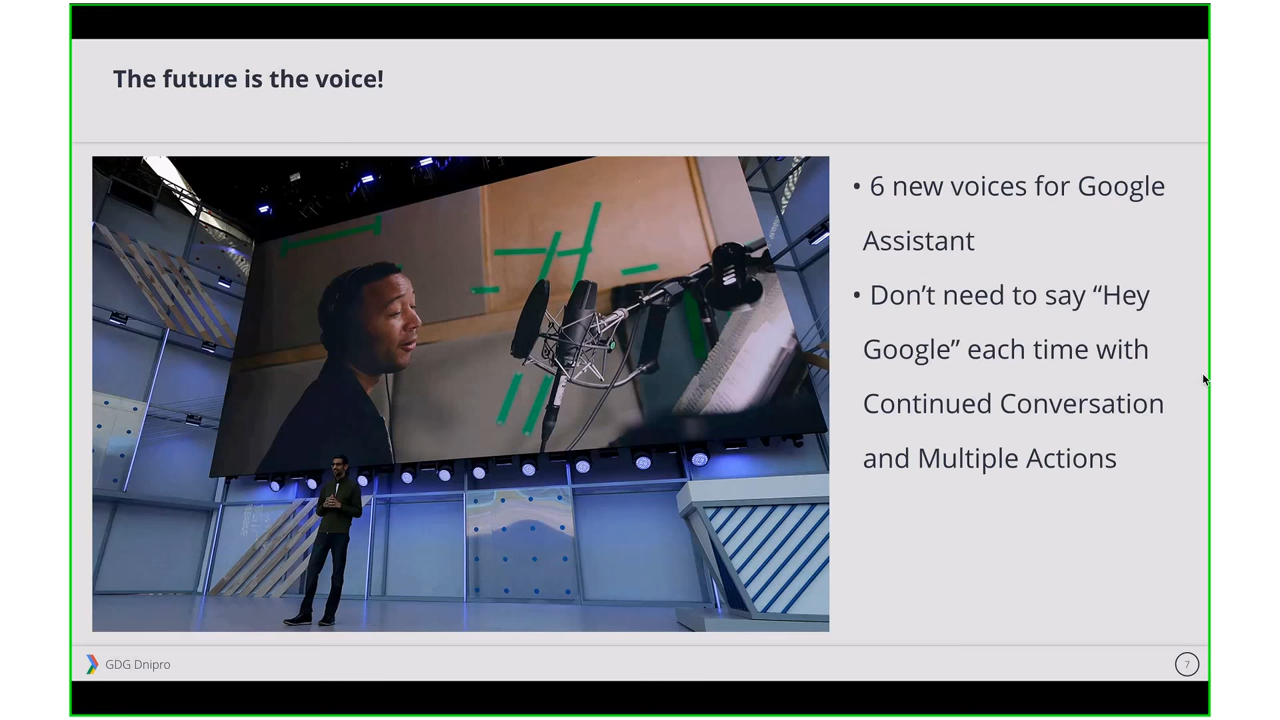 The future is the voice!
• 6 new voices for Google
Assistant
• Don’t need to say “Hey
Google” each time with
Continued Conversation
and Multiple Actions
GDG Dnipro
7